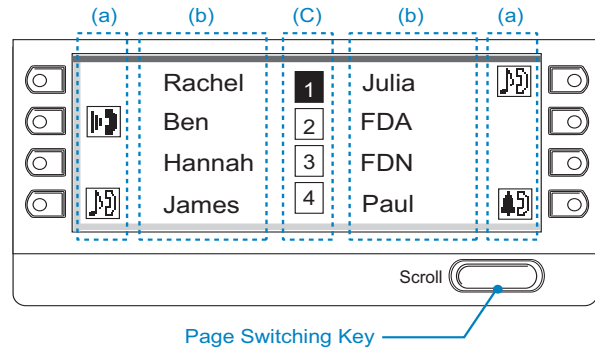 (a) (b) (C) (b) (a)
Rachel 1 Julia
Ben 2 FDA
Hannah 3 FDN
James 4 Paul
Scroll
Page Switching Key